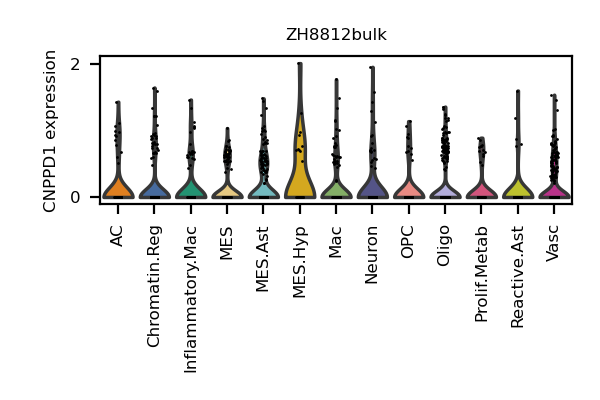 ZH8812bulk
CNPPD1 expression
2
0
AC
Chromatin.Reg
Inflammatory.Mac
MES
MES.Ast
MES.Hyp
Mac
Neuron
OPC
Oligo
Prolif.Metab
Reactive.Ast
Vasc